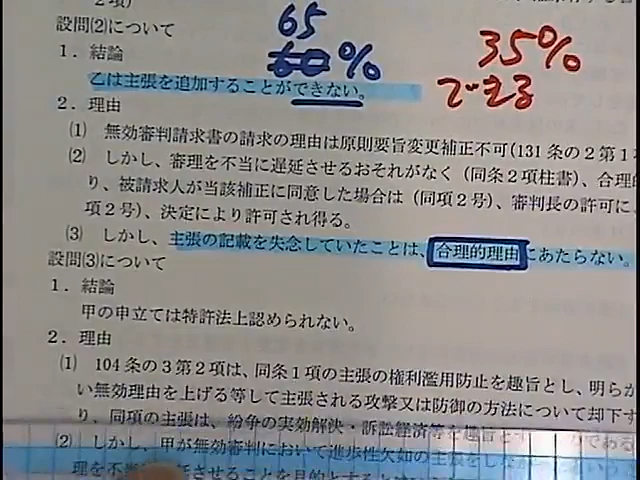 2項)
設問(2)について
65
60%
35%
できる
1.結論
乙は主張を追加することができない。
2.理由
(1) 無効審判請求書の請求の理由は原則要旨変更補正不可(131条の2第1
(2) しかし、審理を不当に遅延させるおそれがなく(同条2項柱書)、合理
り、被請求人が当該補正に同意した場合は(同項2号)、審判長の許可に
項2号)、決定により許可され得る。
(3) しかし、主張の記載を失念していたことは、合理的理由にあたらない。
設問(3)について
1.結論
甲の申立ては特許法上認められない。
2.理由
(1) 104条の3第2項は、同条1項の主張の権利濫用防止を趣旨とし、明らか
い無効理由を上げる等して主張される攻撃又は防御の方法について却下す
り、同項の主張は、紛争の実効解決・訴訟経済等を趣旨と
(2) しかし、甲が無効審判において進歩性欠如の主張をしな
理を不
させることを目的と